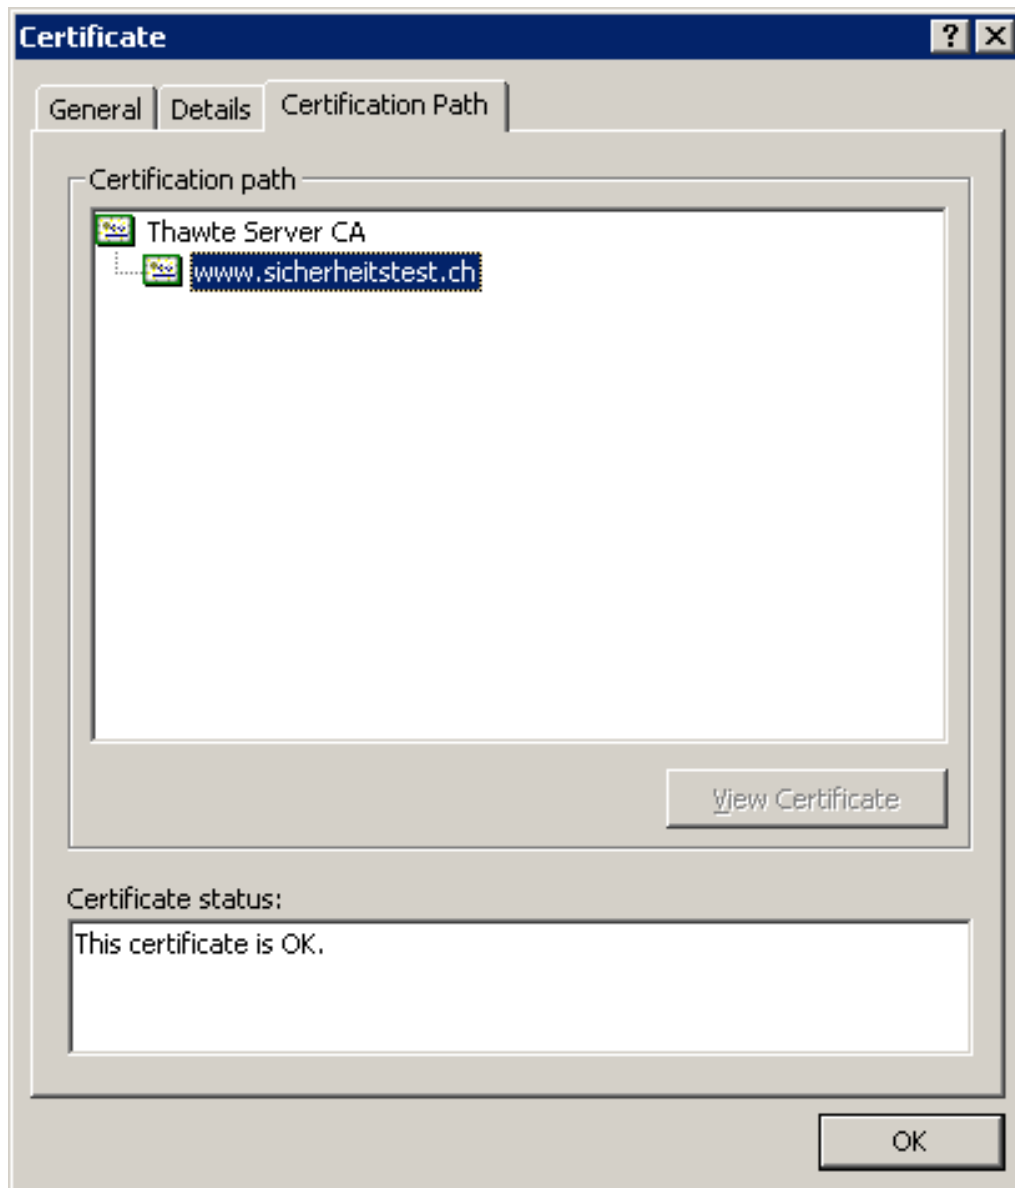 Certificate
General
Details
Certification Path
Certification path
Thawte Server CA
www.sicherheitstest.ch
View Certificate
Certificate status:
This certificate is OK.
OK